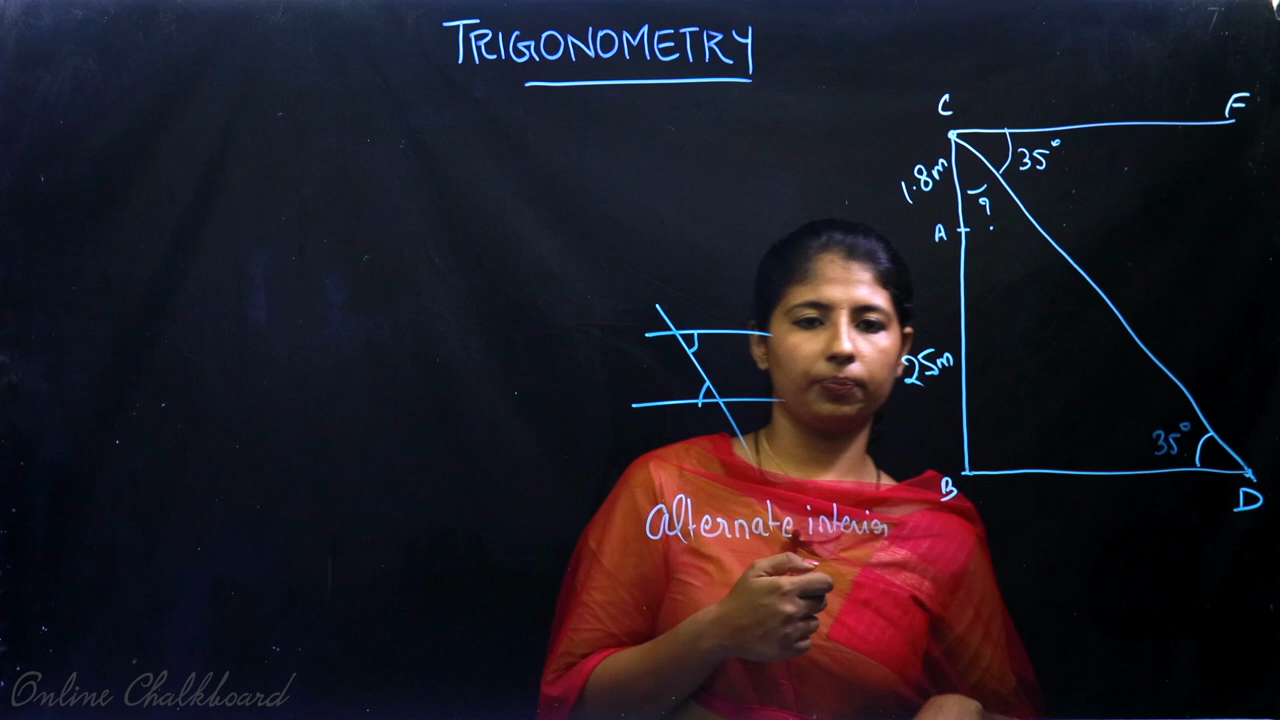 TRIGONOMETRY
C
F
35°
1.8m
?
A
25m
35°
B
D
Alternate interior
Online Chalkboard